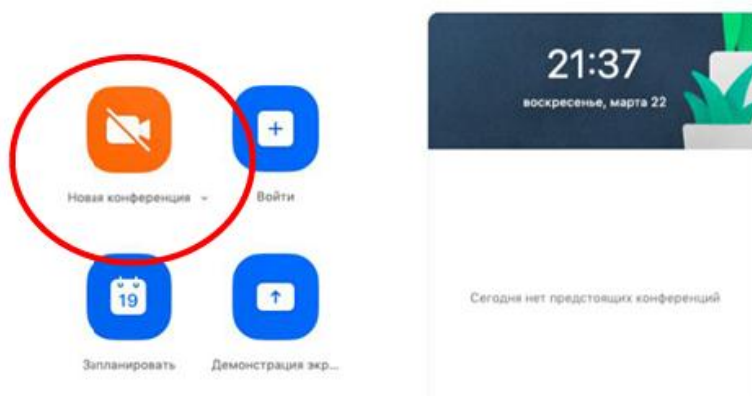 21:37
воскресенье, марта 22
Новая конференция
Войти
19
Запланировать
Демонстрация экр...
Сегодня нет предстоящих конференций